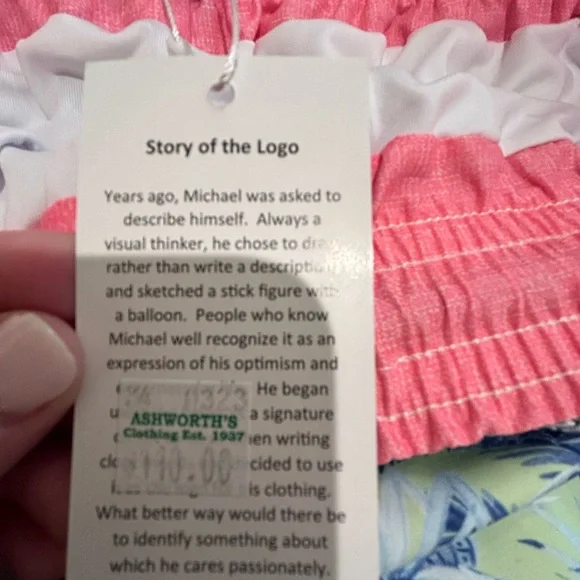 Story of the Logo
Years ago, Michael was asked to
describe himself. Always a
visual thinker, he chose to
rather than write a
and sketched a stick figure with
a balloon. People who know
Michael well recognize it as an
expression of his optimism and
He began
a signature
writing
cided to use
is clothing.
What better way would there be
to identify something about
which he cares passionately.
0323
ASHWORTH'S
Clothing Est. 1937
$110.00